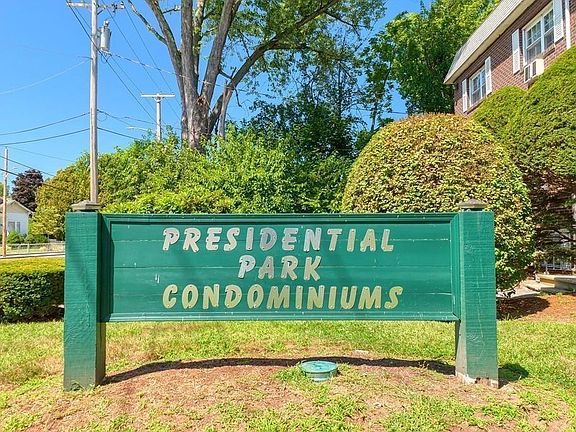 PRESIDENTIAL
PARK
CONDOMINIUMS